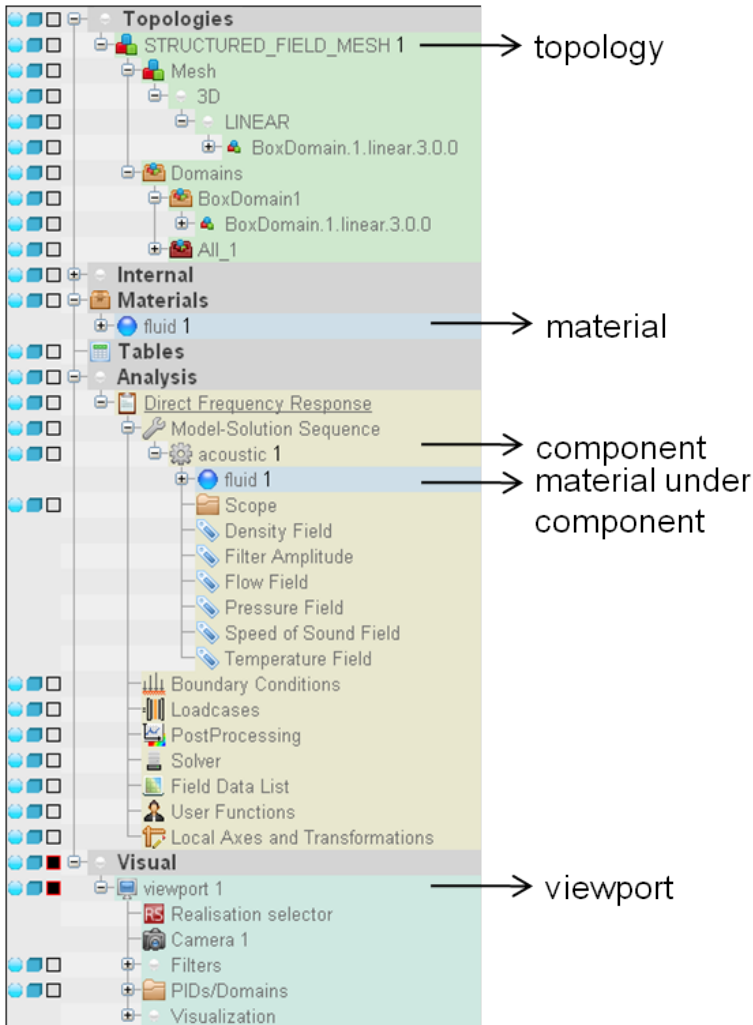 Topologies
STRUCTURED_FIELD_MESH 1
topology
Mesh
3D
LINEAR
BoxDomain.1.linear.3.0.0
Domains
BoxDomain1
BoxDomain.1.linear.3.0.0
All_1
Internal
Materials
fluid 1
material
Tables
Analysis
Direct Frequency Response
Model-Solution Sequence
acoustic 1
component
fluid 1
material under
component
Scope
Density Field
Filter Amplitude
Flow Field
Pressure Field
Speed of Sound Field
Temperature Field
Boundary Conditions
Loadcases
PostProcessing
Solver
Field Data List
User Functions
Local Axes and Transformations
Visual
viewport 1
viewport
RS Realisation selector
Camera 1
Filters
PIDs/Domains
Visualization